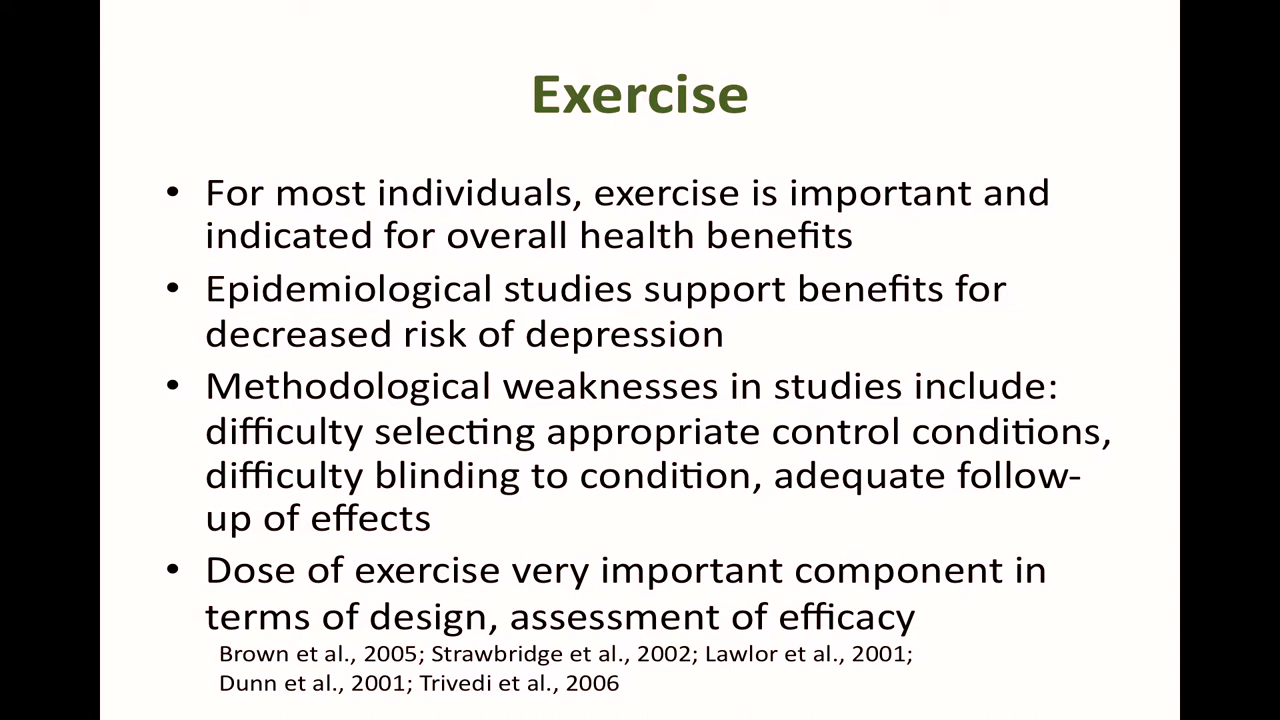 Exercise
• For most individuals, exercise is important and
indicated for overall health benefits
• Epidemiological studies support benefits for
decreased risk of depression
• Methodological weaknesses in studies include:
difficulty selecting appropriate control conditions,
difficulty blinding to condition, adequate follow-
up of effects
• Dose of exercise very important component in
terms of design, assessment of efficacy
Brown et al., 2005; Strawbridge et al., 2002; Lawlor et al., 2001;
Dunn et al., 2001; Trivedi et al., 2006